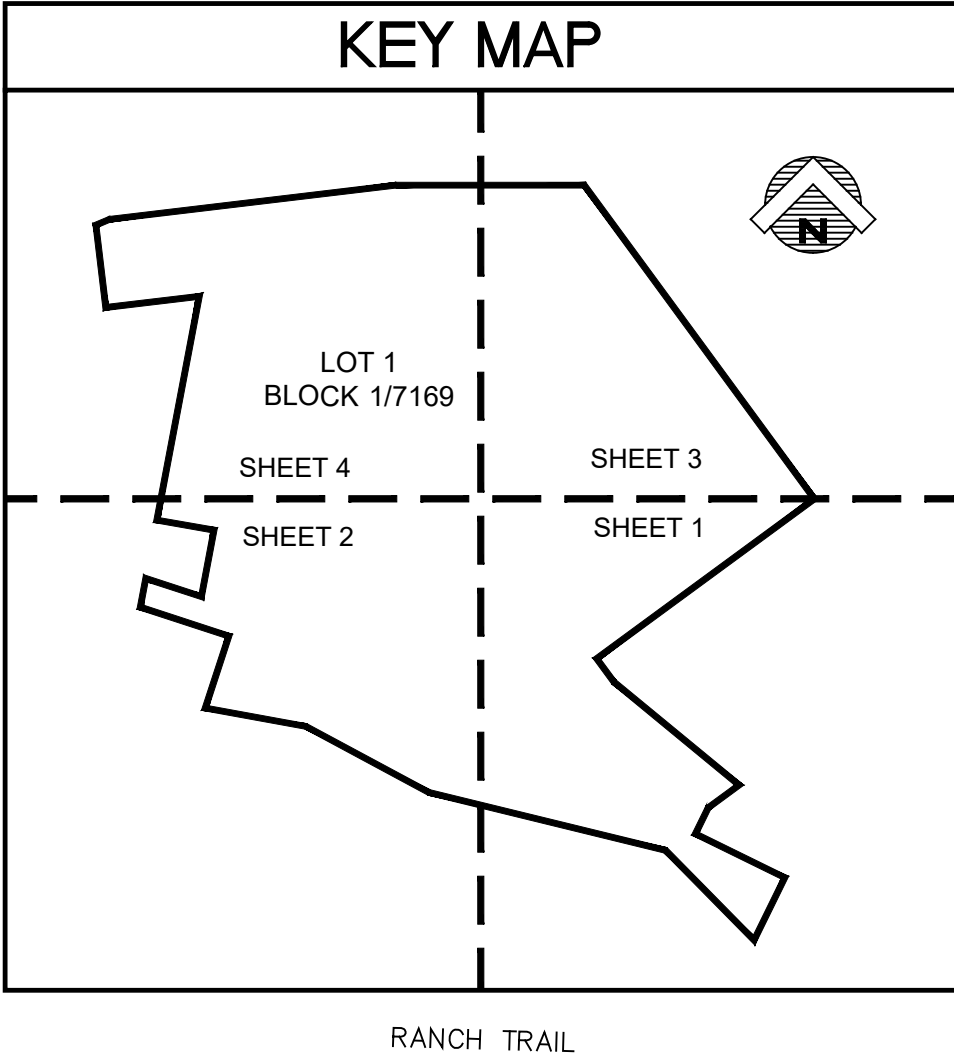 KEY MAP
N
LOT 1
BLOCK 1/7169
SHEET 4
SHEET 3
SHEET 2
SHEET 1
RANCH TRAIL